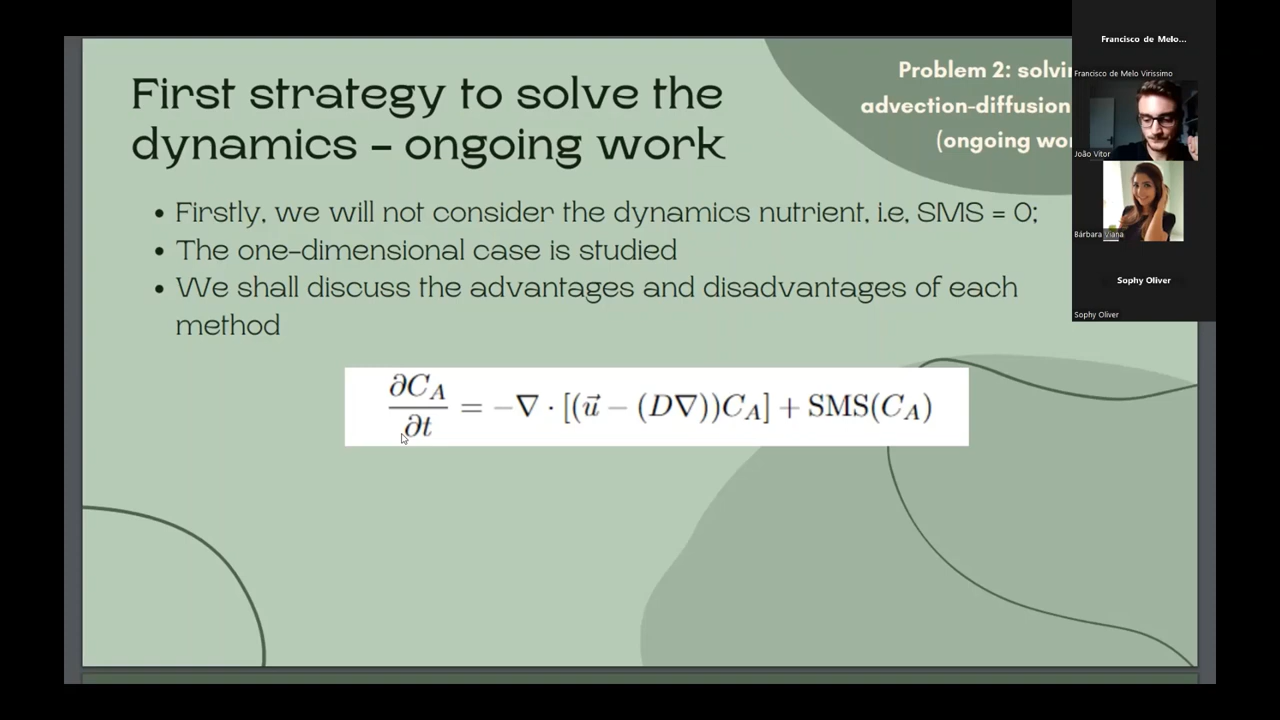 First strategy to solve the
dynamics - ongoing work
Problem 2:
advection-diffusion
(ongoing
• Firstly, we will not consider the dynamics nutrient, i.e, SMS = 0;
• The one-dimensional case is studied
• We shall discuss the advantages and disadvantages of each
method
∂C_A/∂t = −∇ · [(u⃗ − (D∇))C_A] + SMS(C_A)
Francisco de Melo...
Francisco de Melo Virissimo
João Vitor
Bárbara Viana
Sophy Oliver
Sophy Oliver